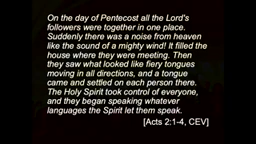 On the day of Pentecost all the Lord's
followers were together in one place.
Suddenly there was a noise from heaven
like the sound of a mighty wind! It filled the
house where they were meeting. Then
they saw what looked like fiery tongues
moving in all directions, and a tongue
came and settled on each person there.
The Holy Spirit took control of everyone,
and they began speaking whatever
languages the Spirit let them speak.
[Acts 2:1-4, CEV]